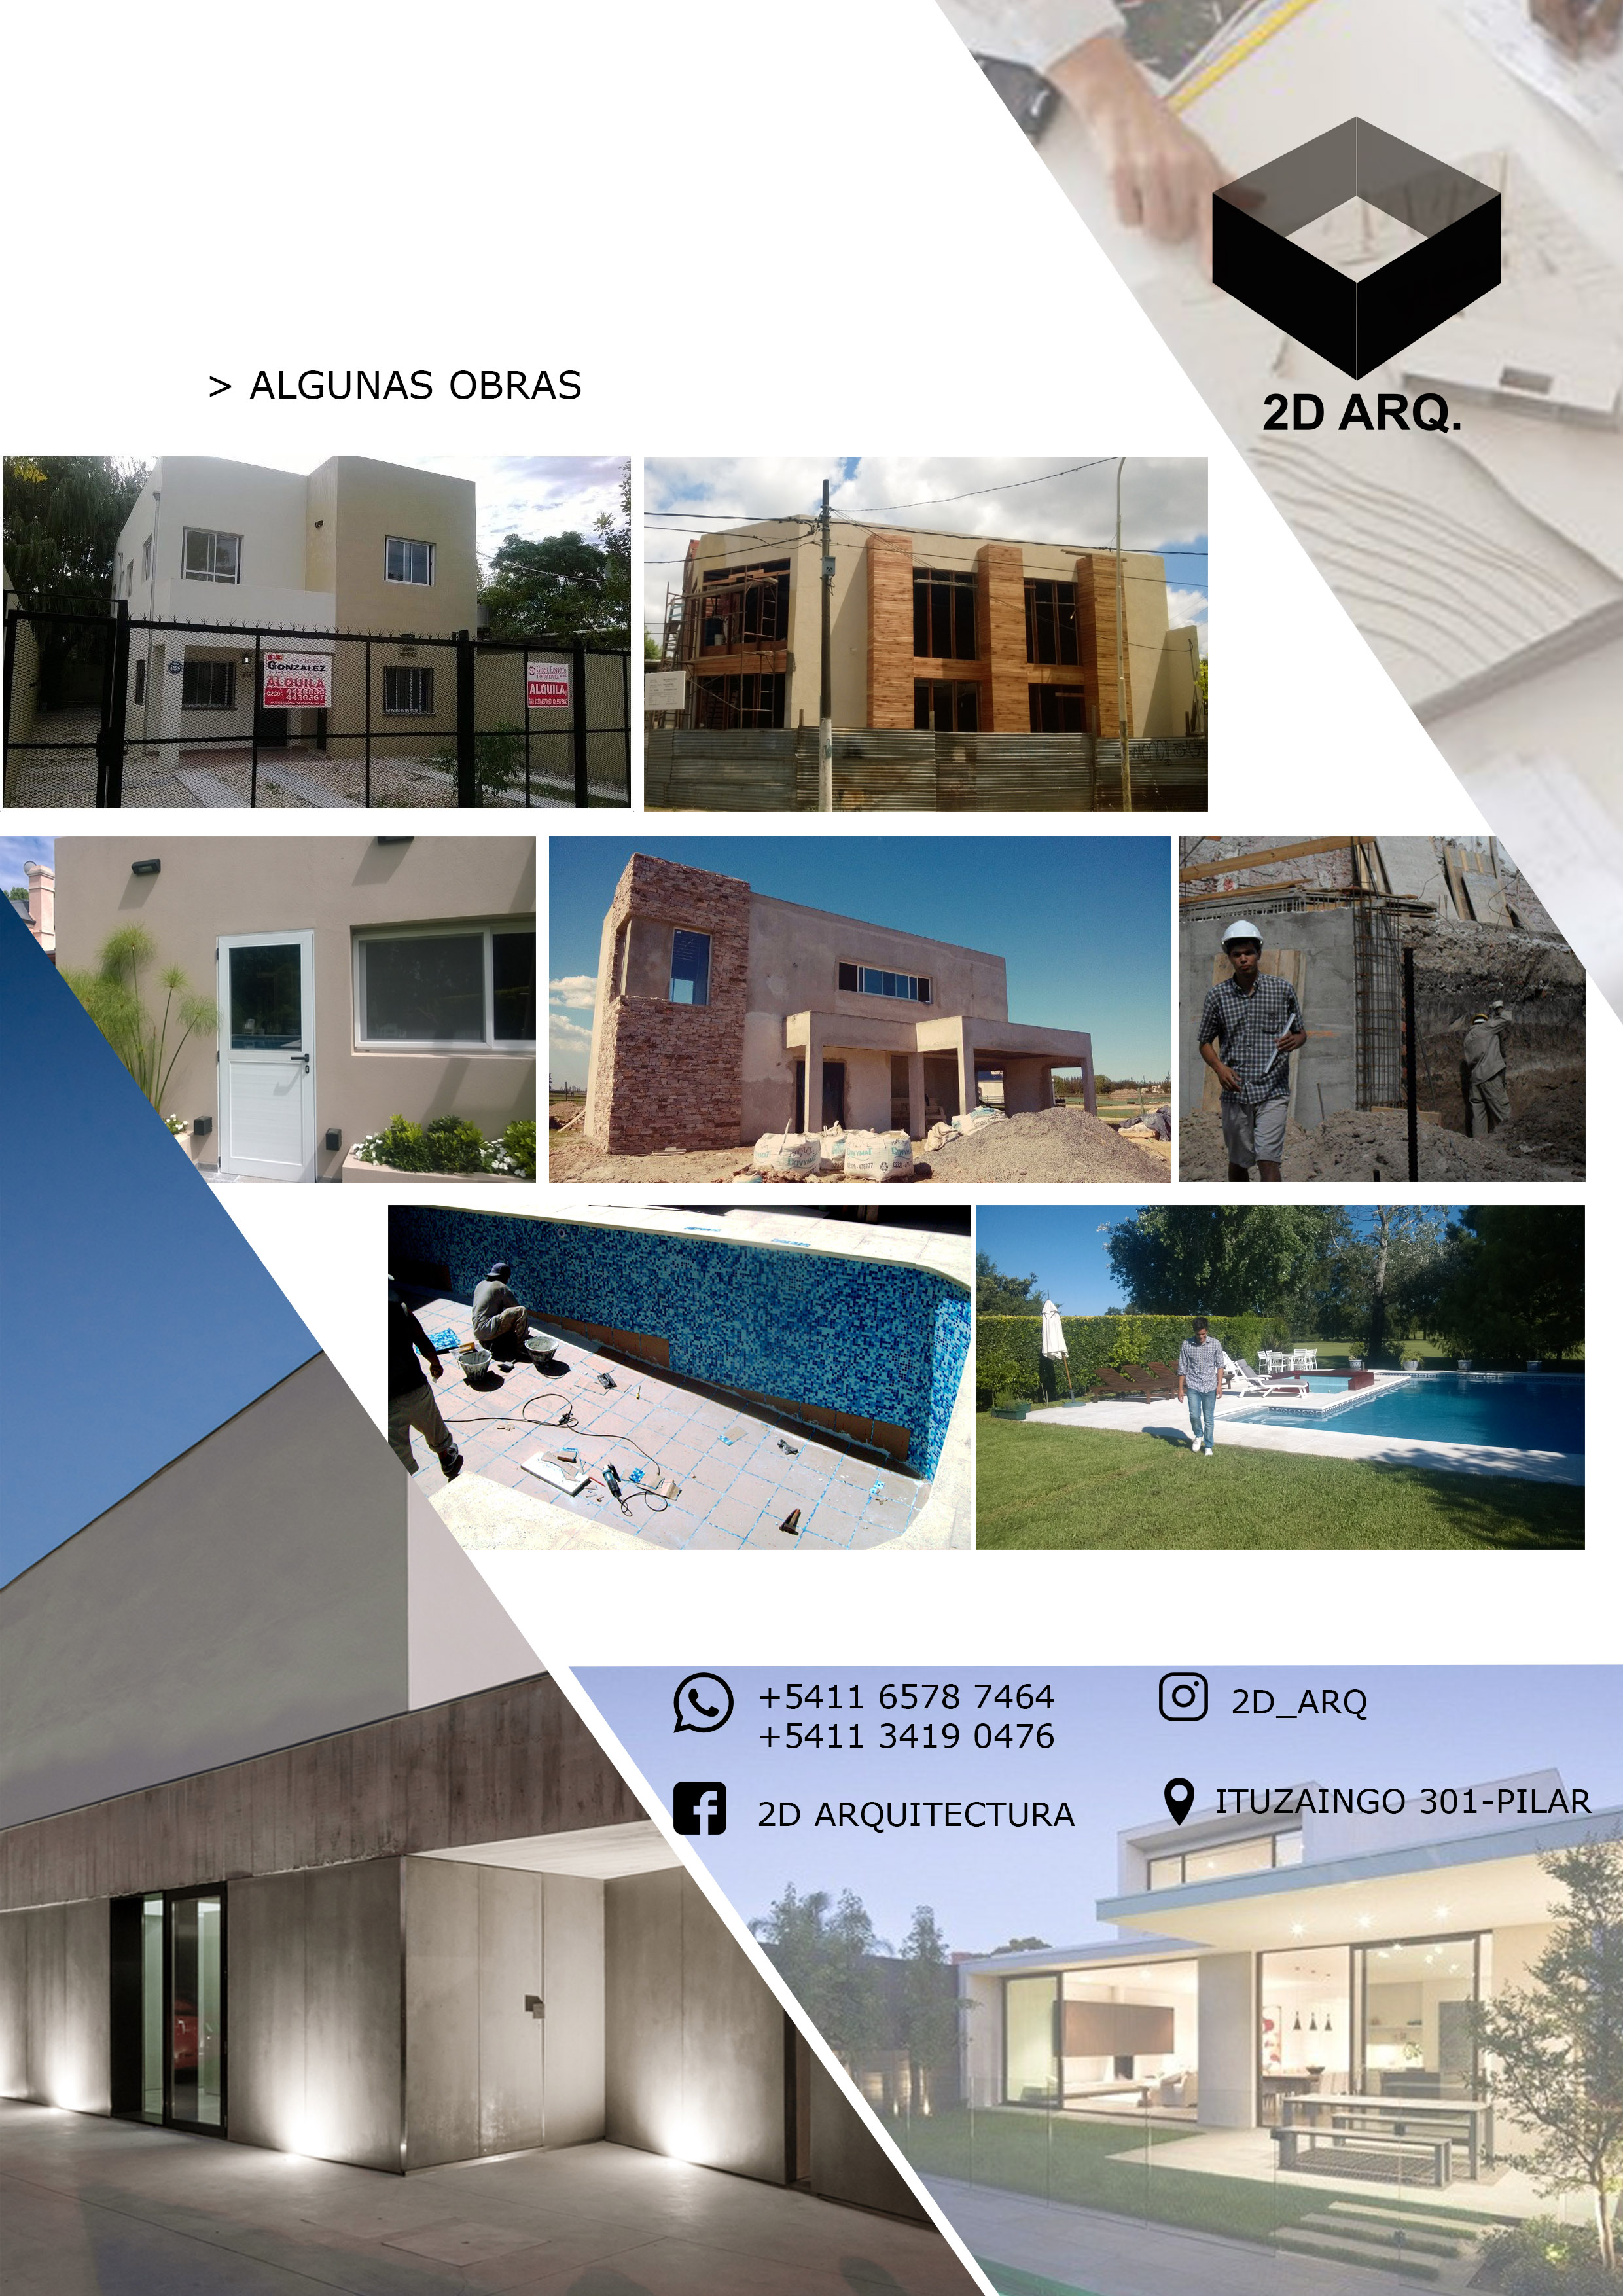 2D ARQ.
> ALGUNAS OBRAS
GONZALEZ
ALQUILA
4430367
ALQUILA
+5411 6578 7464
+5411 3419 0476
2D_ARQ
2D ARQUITECTURA
ITUZAINGO 301-PILAR